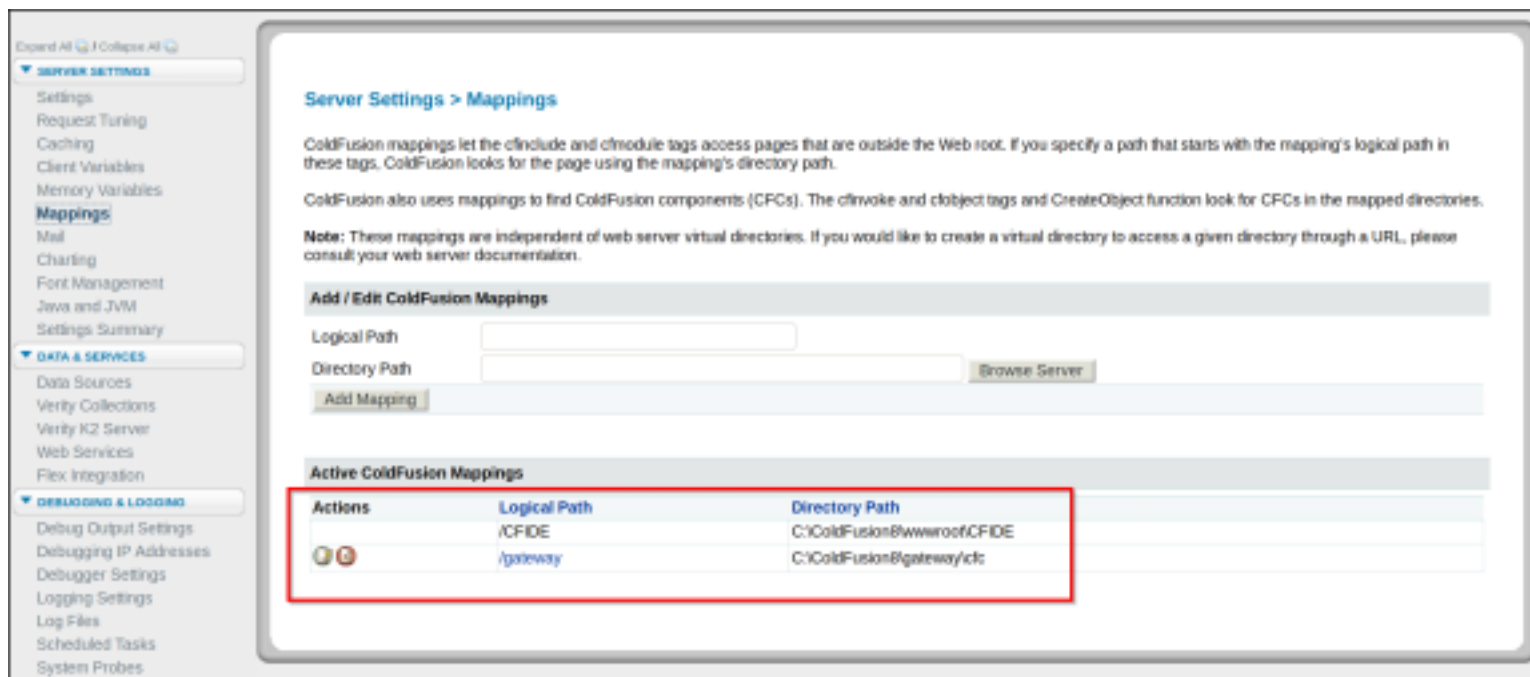 Expand All / Collapse All
SERVER SETTINGS
Settings
Request Tuning
Caching
Client Variables
Memory Variables
Mappings
Mail
Charting
Font Management
Java and JVM
Settings Summary
DATA & SERVICES
Data Sources
Verity Collections
Verity K2 Server
Web Services
Flex Integration
DEBUGGING & LOGGING
Debug Output Settings
Debugging IP Addresses
Debugger Settings
Logging Settings
Log Files
Scheduled Tasks
System Probes
Server Settings > Mappings
ColdFusion mappings let the cfinclude and cfmodule tags access pages that are outside the Web root. If you specify a path that starts with the mapping's logical path in
these tags, ColdFusion looks for the page using the mapping's directory path.
ColdFusion also uses mappings to find ColdFusion components (CFCs). The cfinvoke and cfobject tags and CreateObject function look for CFCs in the mapped directories.
Note: These mappings are independent of web server virtual directories. If you would like to create a virtual directory to access a given directory through a URL, please
consult your web server documentation.
Add / Edit ColdFusion Mappings
Logical Path
Directory Path Browse Server
Add Mapping
Active ColdFusion Mappings
Actions Logical Path Directory Path
/CFIDE C:\ColdFusion8\wwwroot\CFIDE
/gateway C:\ColdFusion8\gateway\cfc